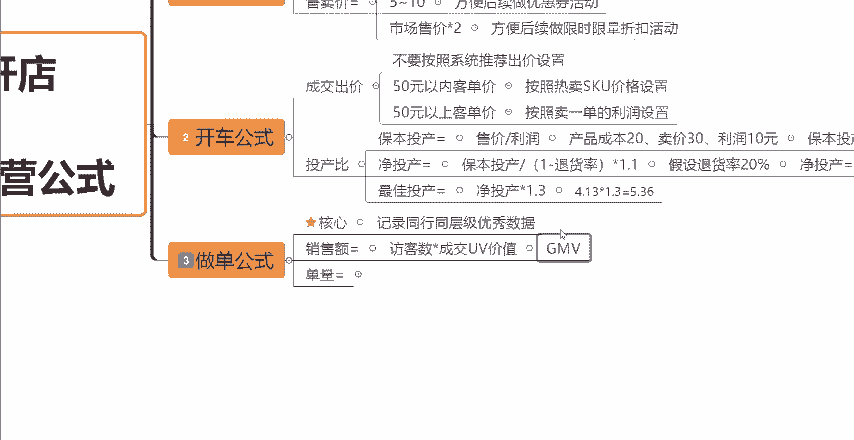 售卖价= 5~10 方便后续做优惠券活动
市场售价*2 方便后续做限时限量折扣活动
开店
营公式
不要按照系统推荐出价设置
成交出价 50元以内客单价 按照热卖SKU价格设置
50元以上客单价 按照卖一单的利润设置
2 开车公式
保本投产= 售价/利润 产品成本20、卖价30、利润10元 保本投
投产比 净投产= 保本投产/（1-退货率）*1.1 假设退货率20% 净投产=
最佳投产= 净投产*1.3 4.13*1.3=5.36
核心 记录同行同层级优秀数据
3 做单公式
销售额= 访客数*成交UV价值 GMV
单量=